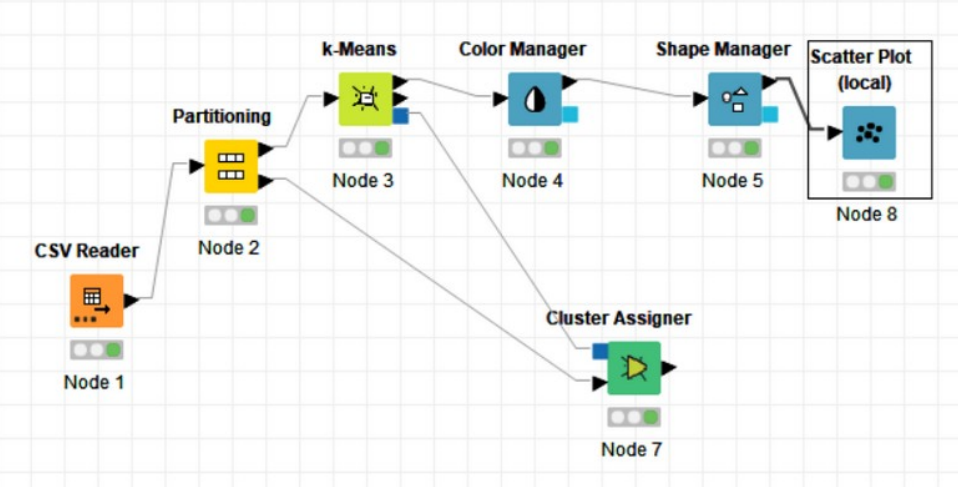 k-Means
Color Manager
Shape Manager
Scatter Plot
(local)
Partitioning
Node 3
Node 4
Node 5
Node 8
CSV Reader
Node 2
Cluster Assigner
Node 1
Node 7